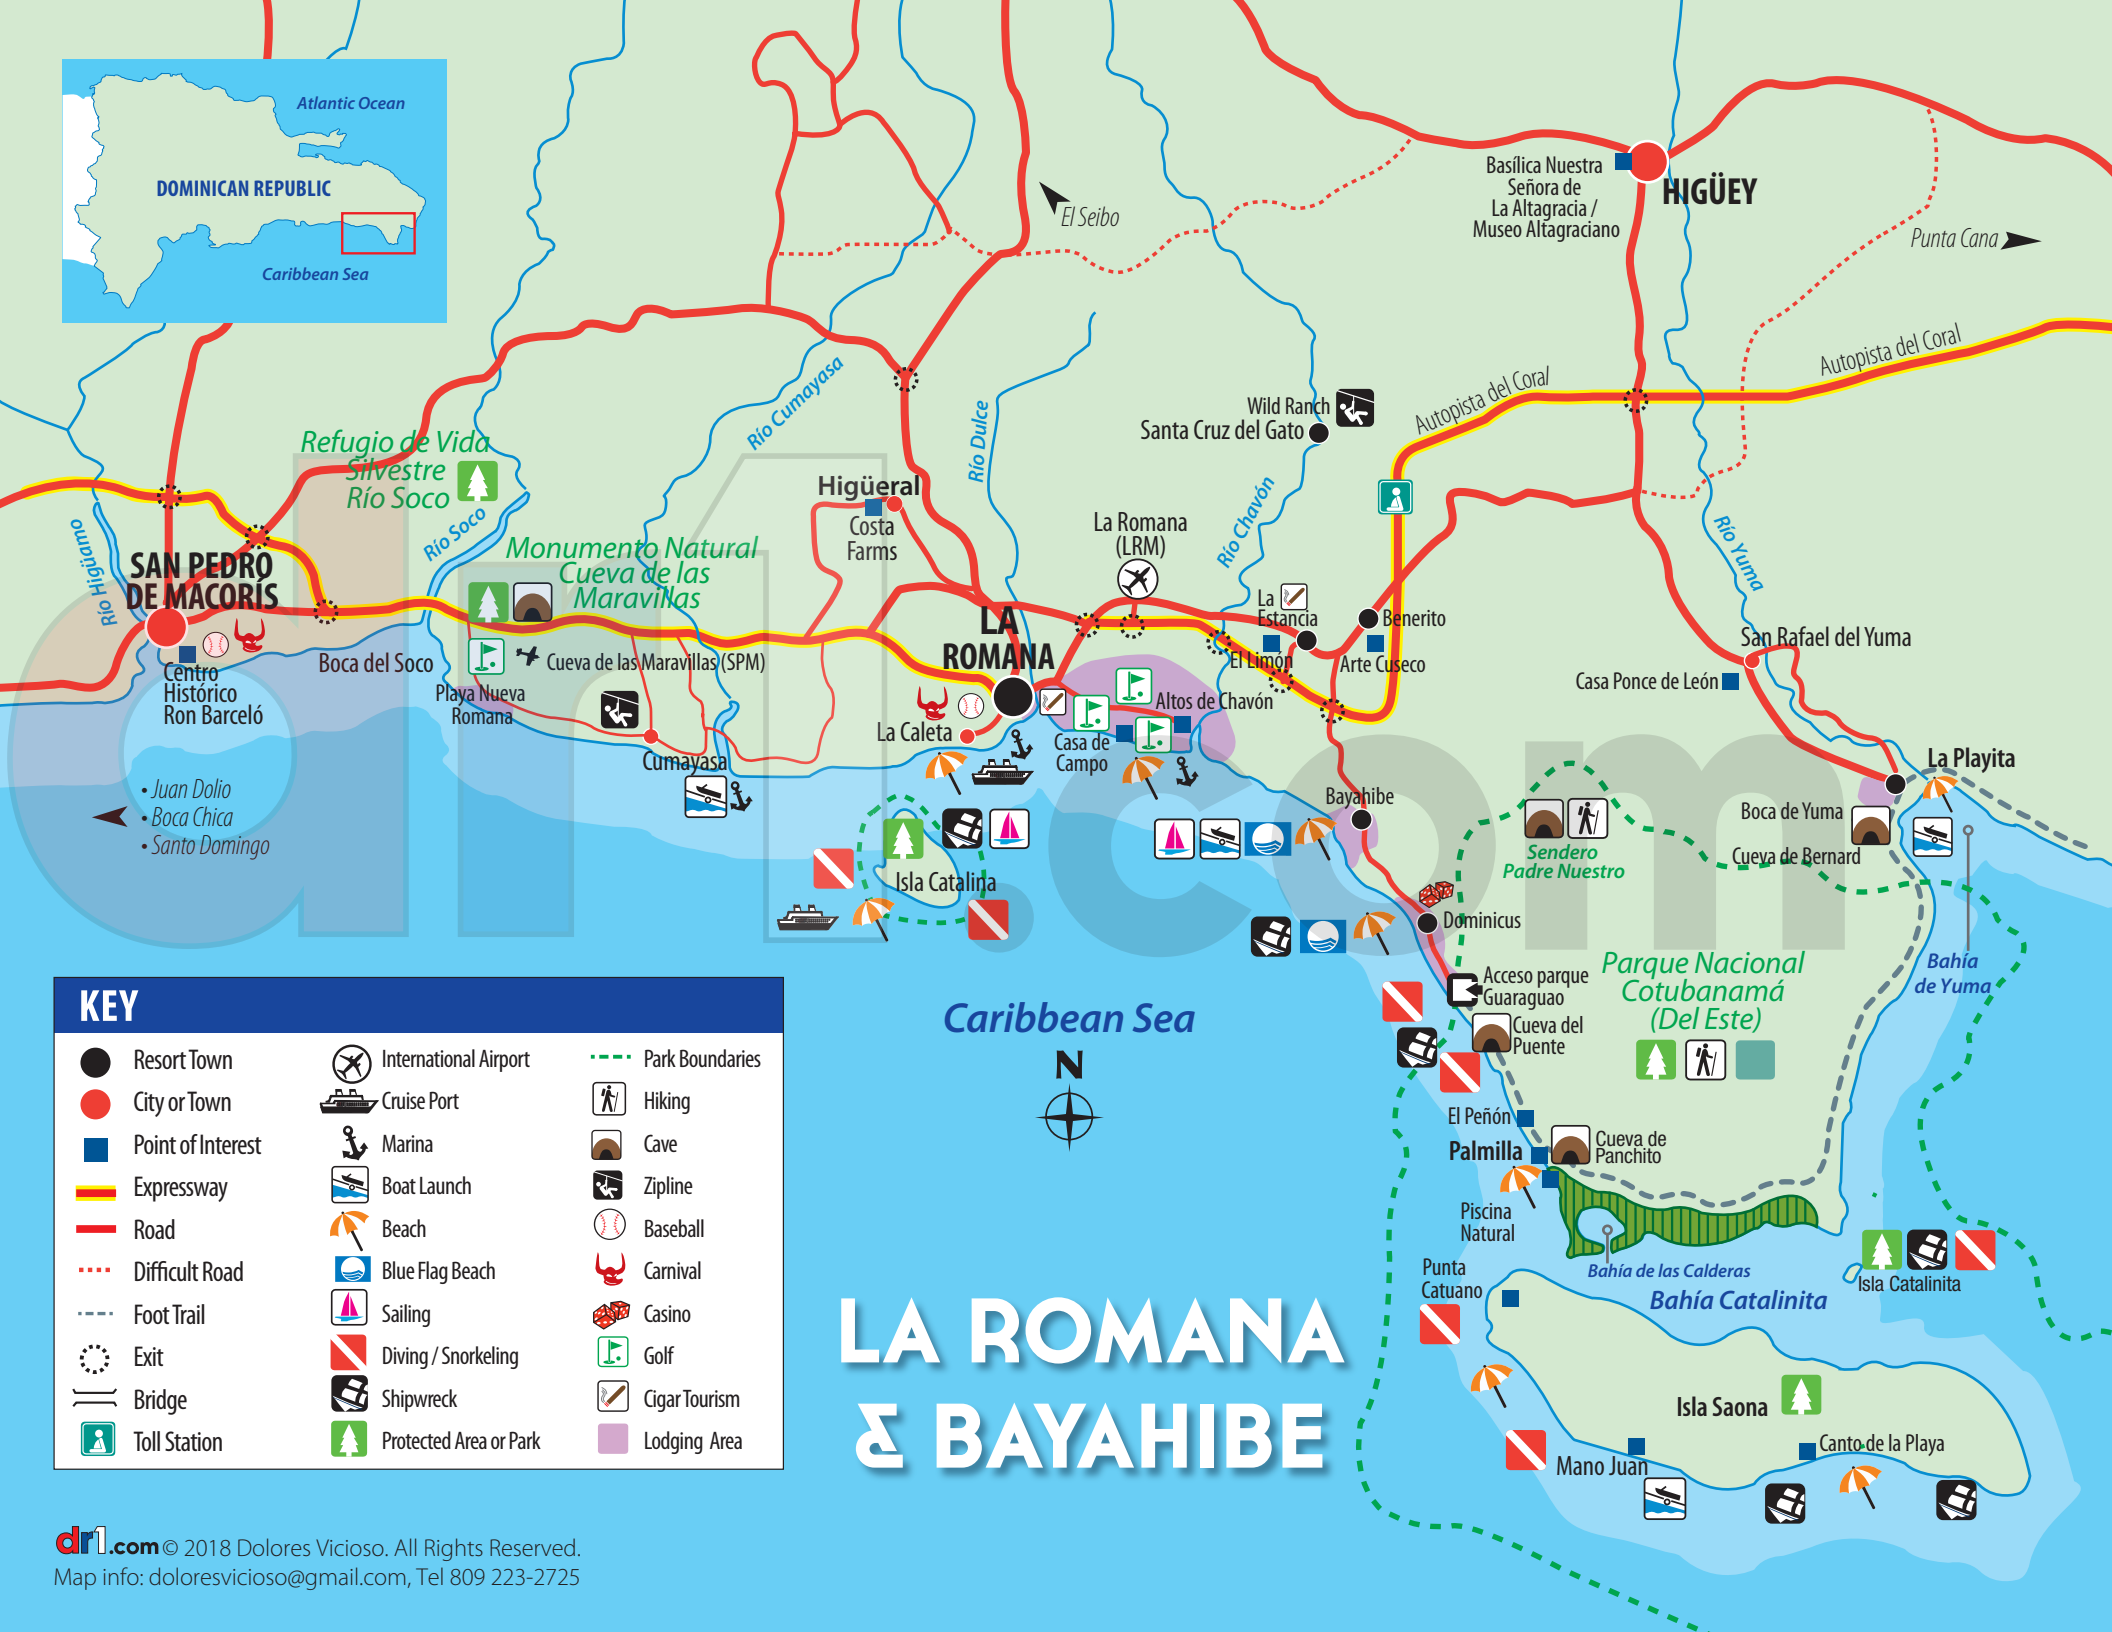 Atlantic Ocean
DOMINICAN REPUBLIC
Caribbean Sea
El Seibo
Basílica Nuestra
Señora de
La Altagracia /
Museo Altagraciano
HIGÜEY
Punta Cana
Autopista del Coral
Autopista del Coral
Río Cumayasa
Río Dulce
Wild Ranch
Santa Cruz del Gato
Refugio de Vida
Silvestre
Río Soco
Higüeral
Costa
Farms
La Romana
(LRM)
Río Chavón
Río Yuma
Río Higüamo
Río Soco
SAN PEDRO
DE MACORÍS
Monumento Natural
Cueva de las
Maravillas
LA
ROMANA
La
Estancia
Benerito
El Limón
Arte Cuseco
San Rafael del Yuma
Casa Ponce de León
Centro
Histórico
Ron Barceló
Boca del Soco
Cueva de las Maravillas (SPM)
Playa Nueva
Romana
Altos de Chavón
La Caleta
Casa de
Campo
Cumayasa
• Juan Dolio
• Boca Chica
• Santo Domingo
Bayahibe
La Playita
Boca de Yuma
Cueva de Bernard
Sendero
Padre Nuestro
Isla Catalina
Dominicus
dr1.com
Acceso parque
Guaraguao
Parque Nacional
Cotubanamá
(Del Este)
Bahía
de Yuma
Cueva del
Puente
Caribbean Sea
N
El Peñón
Palmilla
Cueva de
Panchito
Piscina
Natural
Punta
Catuano
Bahía de las Calderas
Bahía Catalinita
Isla Catalinita
Isla Saona
Canto de la Playa
Mano Juan
KEY
Resort Town
City or Town
Point of Interest
Expressway
Road
Difficult Road
Foot Trail
Exit
Bridge
Toll Station
International Airport
Cruise Port
Marina
Boat Launch
Beach
Blue Flag Beach
Sailing
Diving / Snorkeling
Shipwreck
Protected Area or Park
Park Boundaries
Hiking
Cave
Zipline
Baseball
Carnival
Casino
Golf
Cigar Tourism
Lodging Area
LA ROMANA
& BAYAHIBE
dr1.com © 2018 Dolores Vicioso. All Rights Reserved.
Map info: doloresvicioso@gmail.com, Tel 809 223-2725